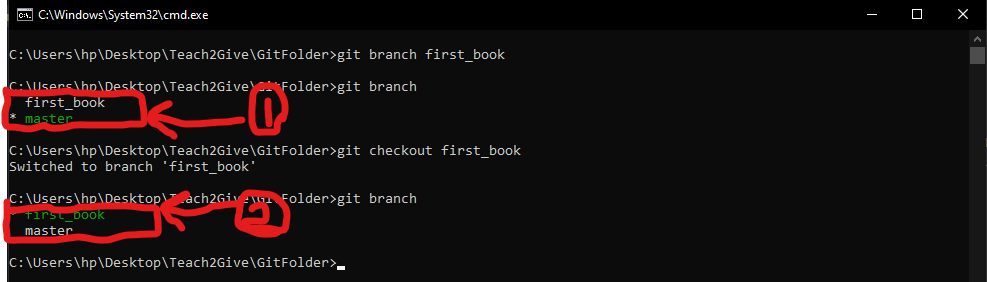 C:\Windows\System32\cmd.exe
C:\Users\hp\Desktop\Teach2Give\GitFolder>git branch first_book
C:\Users\hp\Desktop\Teach2Give\GitFolder>git branch
first_book
1
* master
C:\Users\hp\Desktop\Teach2Give\GitFolder>git checkout first_book
Switched to branch 'first_book'
C:\Users\hp\Desktop\Teach2Give\GitFolder>git branch
* first_book
2
master
C:\Users\hp\Desktop\Teach2Give\GitFolder>